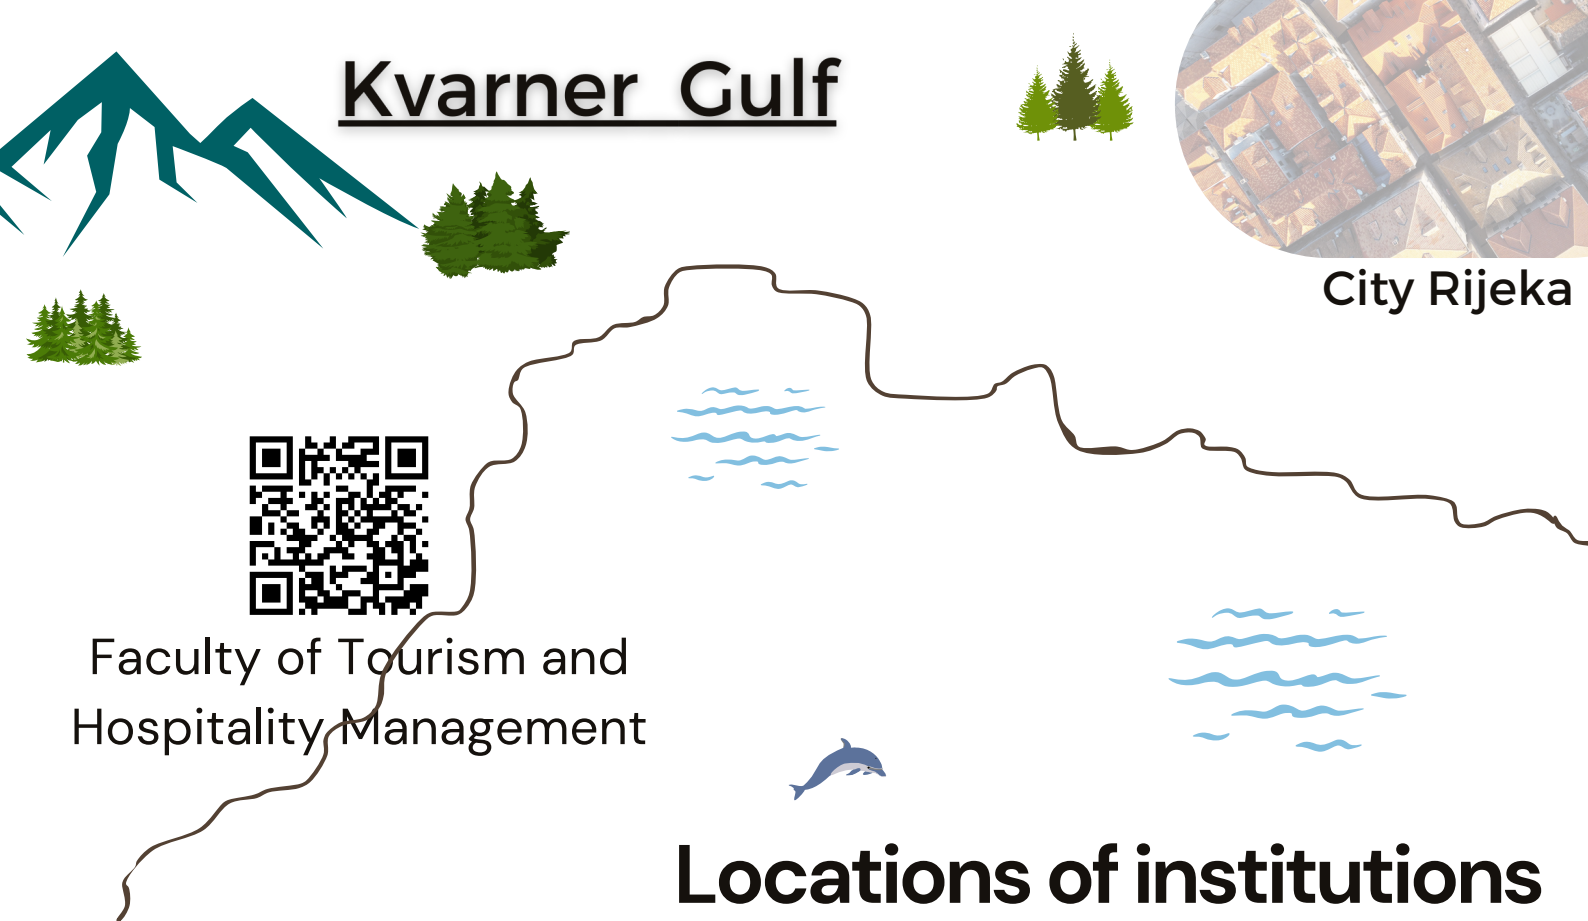 Kvarner Gulf
City Rijeka
Faculty of Tourism and
Hospitality Management
Locations of institutions